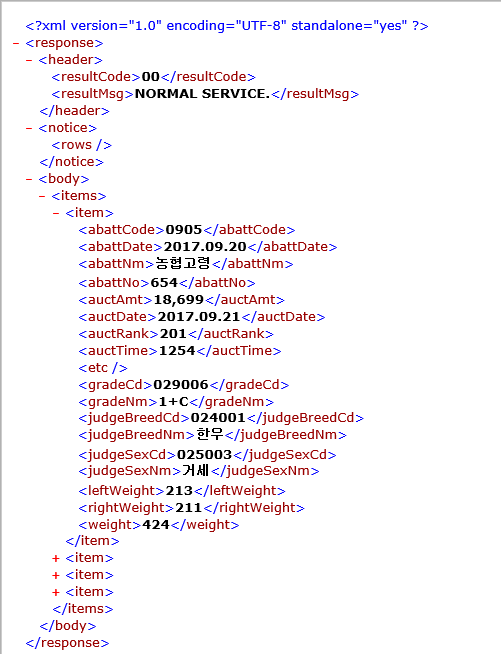 <?xml version="1.0" encoding="UTF-8" standalone="yes" ?>
- <response>
- <header>
<resultCode>00</resultCode>
<resultMsg>NORMAL SERVICE.</resultMsg>
</header>
- <notice>
<rows />
</notice>
- <body>
- <items>
- <item>
<abattCode>0905</abattCode>
<abattDate>2017.09.20</abattDate>
<abattNm>농협고령</abattNm>
<abattNo>654</abattNo>
<auctAmt>18,699</auctAmt>
<auctDate>2017.09.21</auctDate>
<auctRank>201</auctRank>
<auctTime>1254</auctTime>
<etc />
<gradeCd>029006</gradeCd>
<gradeNm>1+C</gradeNm>
<judgeBreedCd>024001</judgeBreedCd>
<judgeBreedNm>한우</judgeBreedNm>
<judgeSexCd>025003</judgeSexCd>
<judgeSexNm>거세</judgeSexNm>
<leftWeight>213</leftWeight>
<rightWeight>211</rightWeight>
<weight>424</weight>
</item>
+ <item>
+ <item>
+ <item>
</items>
</body>
</response>